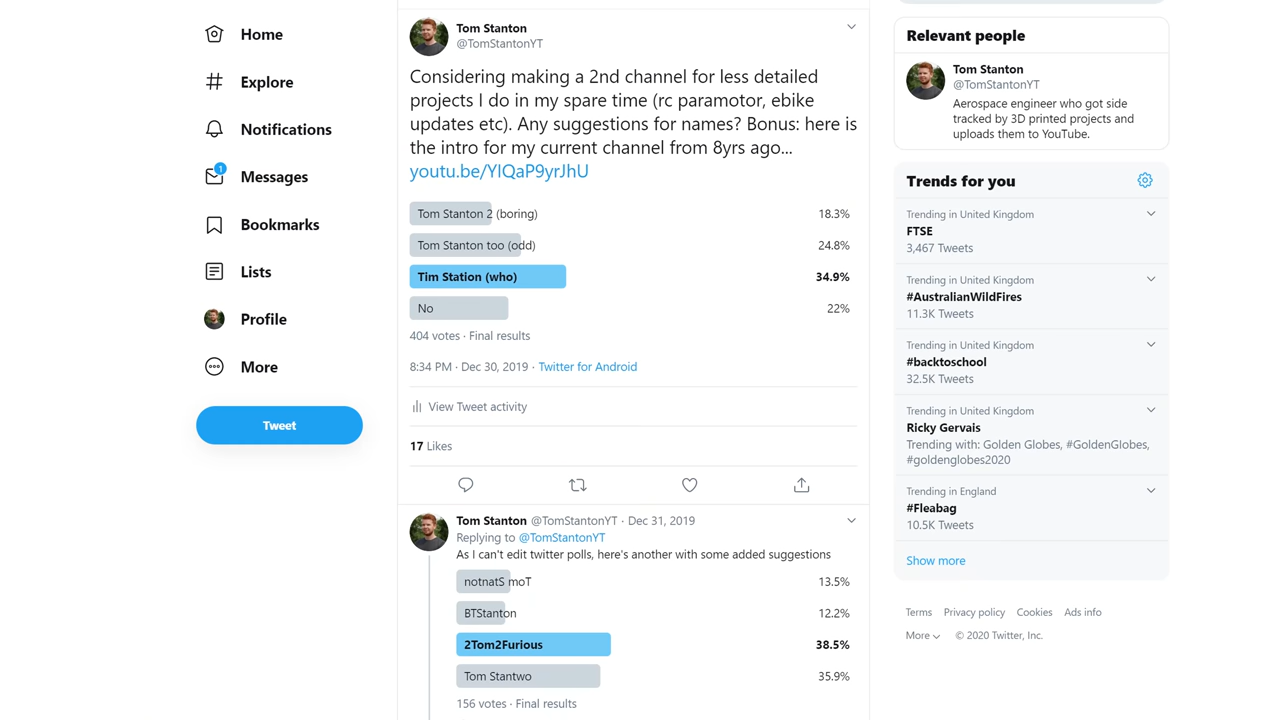 Home
Explore
Notifications
1
Messages
Bookmarks
Lists
Profile
More
Tweet
Tom Stanton
@TomStantonYT
Considering making a 2nd channel for less detailed
projects I do in my spare time (rc paramotor, ebike
updates etc). Any suggestions for names? Bonus: here is
the intro for my current channel from 8yrs ago...
youtu.be/YIQaP9yrJhU
Tom Stanton 2 (boring) 18.3%
Tom Stanton too (odd) 24.8%
Tim Station (who) 34.9%
No 22%
404 votes · Final results
8:34 PM · Dec 30, 2019 · Twitter for Android
View Tweet activity
17 Likes
Tom Stanton @TomStantonYT · Dec 31, 2019
Replying to @TomStantonYT
As I can't edit twitter polls, here's another with some added suggestions
notnatS moT 13.5%
BTStanton 12.2%
2Tom2Furious 38.5%
Tom Stantwo 35.9%
156 votes · Final results
Relevant people
Tom Stanton
@TomStantonYT
Aerospace engineer who got side
tracked by 3D printed projects and
uploads them to YouTube.
Trends for you
Trending in United Kingdom
FTSE
3,467 Tweets
Trending in United Kingdom
#AustralianWildFires
11.3K Tweets
Trending in United Kingdom
#backtoschool
32.5K Tweets
Trending in United Kingdom
Ricky Gervais
Trending with: Golden Globes, #GoldenGlobes,
#goldenglobes2020
Trending in England
#Fleabag
10.5K Tweets
Show more
Terms Privacy policy Cookies Ads info
More © 2020 Twitter, Inc.